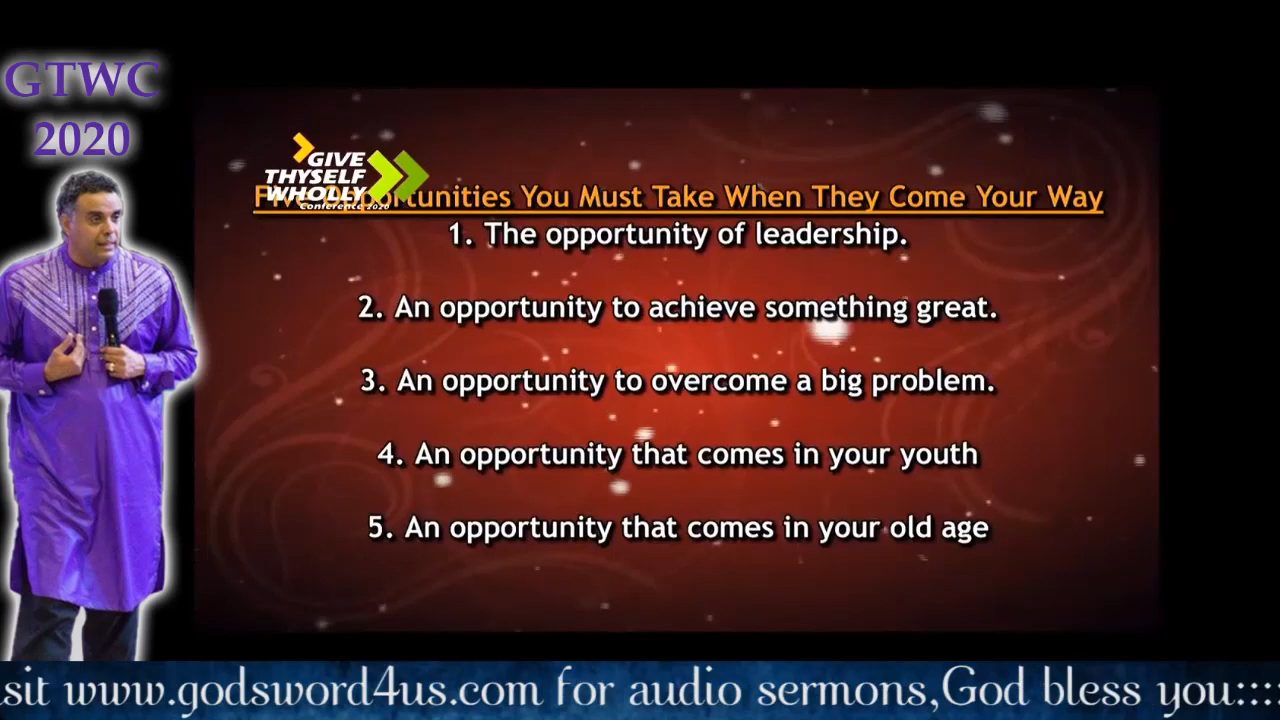 GTWC
2020
GIVE
THYSELF
WHOLLY
Conference 2020
Opportunities You Must Take When They Come Your Way
1. The opportunity of leadership.
2. An opportunity to achieve something great.
3. An opportunity to overcome a big problem.
4. An opportunity that comes in your youth
5. An opportunity that comes in your old age
sit www.godsword4us.com for audio sermons,God bless you::::